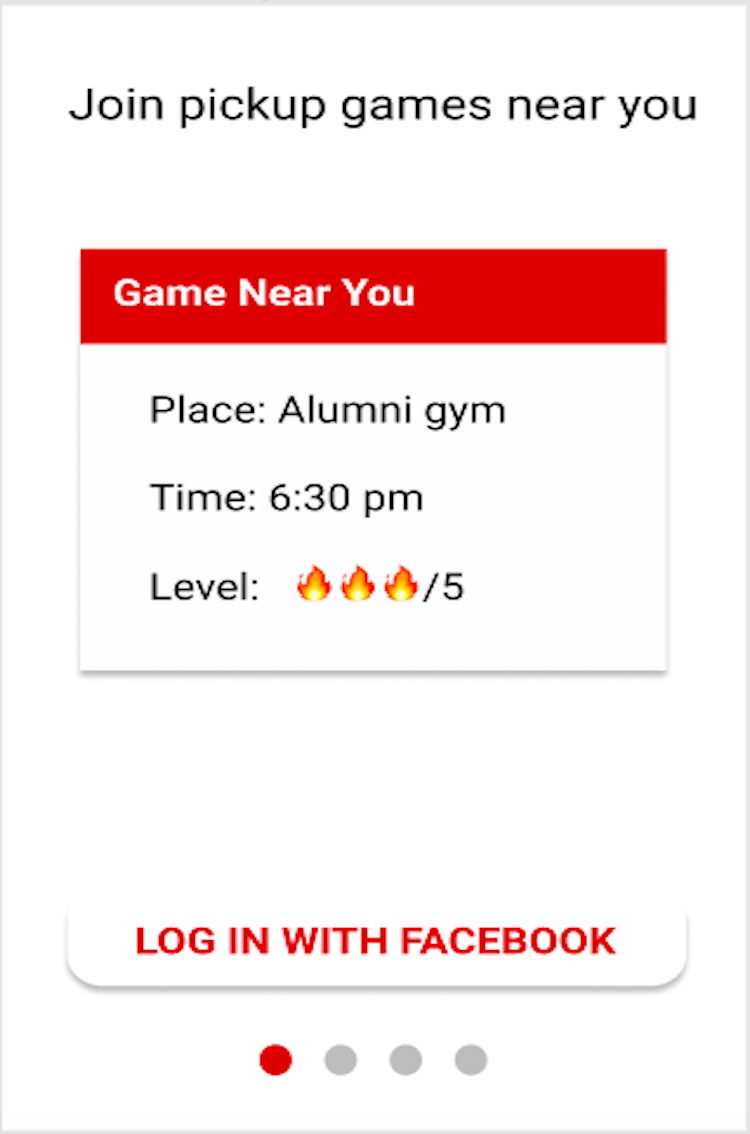 Join pickup games near you
Game Near You
Place: Alumni gym
Time: 6:30 pm
Level: 🔥🔥🔥/5
LOG IN WITH FACEBOOK